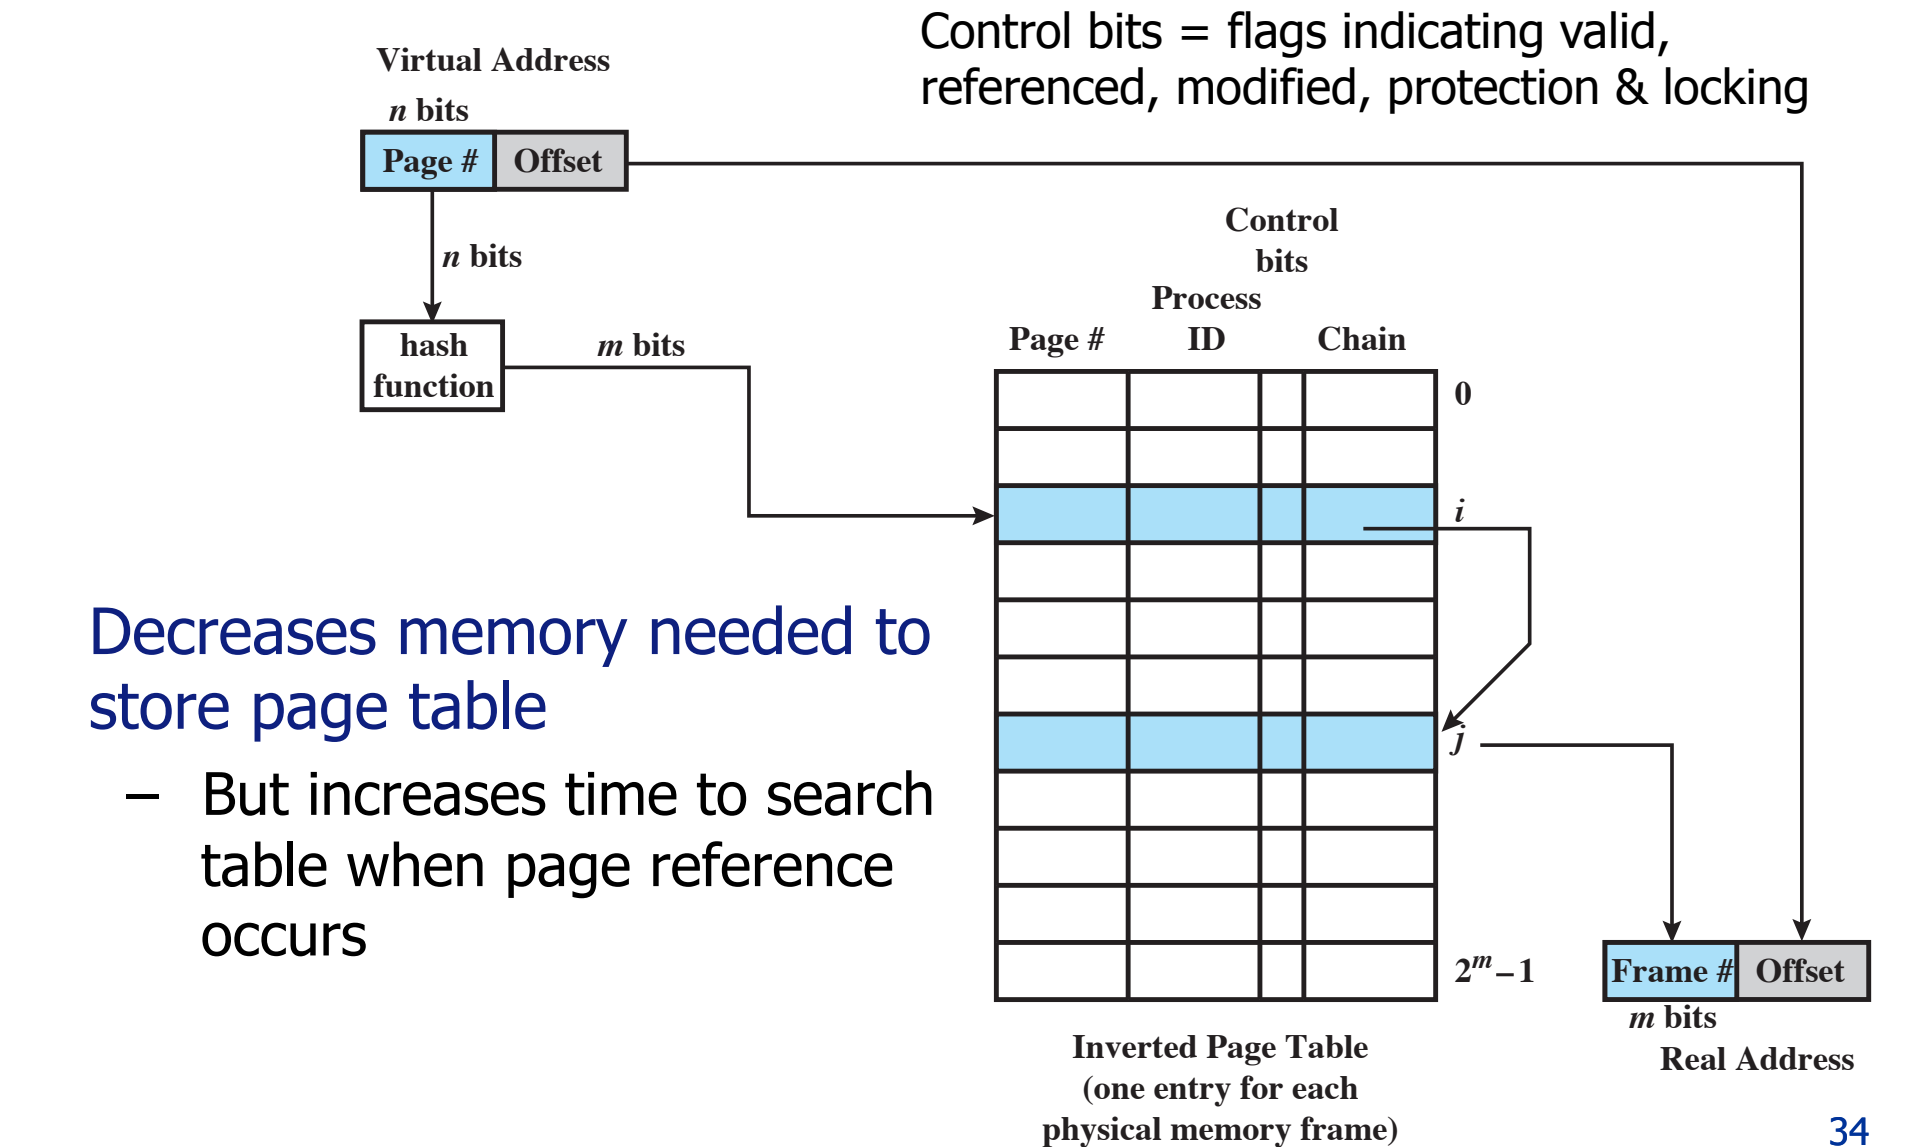 Control bits = flags indicating valid,
referenced, modified, protection & locking
Virtual Address
n bits
Page # Offset
n bits
hash
function
m bits
Control
bits
Process
Page # ID Chain
0
i
j
2^m – 1
Decreases memory needed to
store page table
– But increases time to search
table when page reference
occurs
Frame # Offset
m bits
Real Address
Inverted Page Table
(one entry for each
physical memory frame)
34